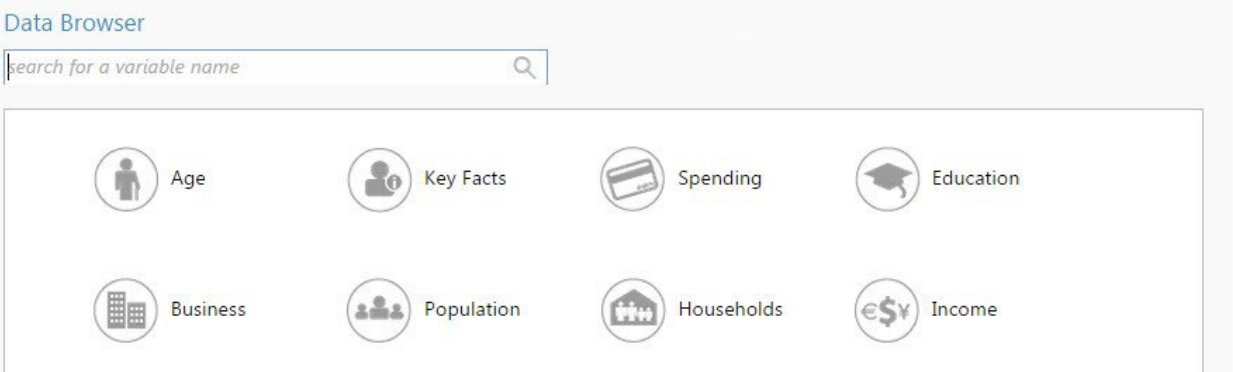 Data Browser
search for a variable name
Age Key Facts Spending Education
Business Population Households €$¥ Income